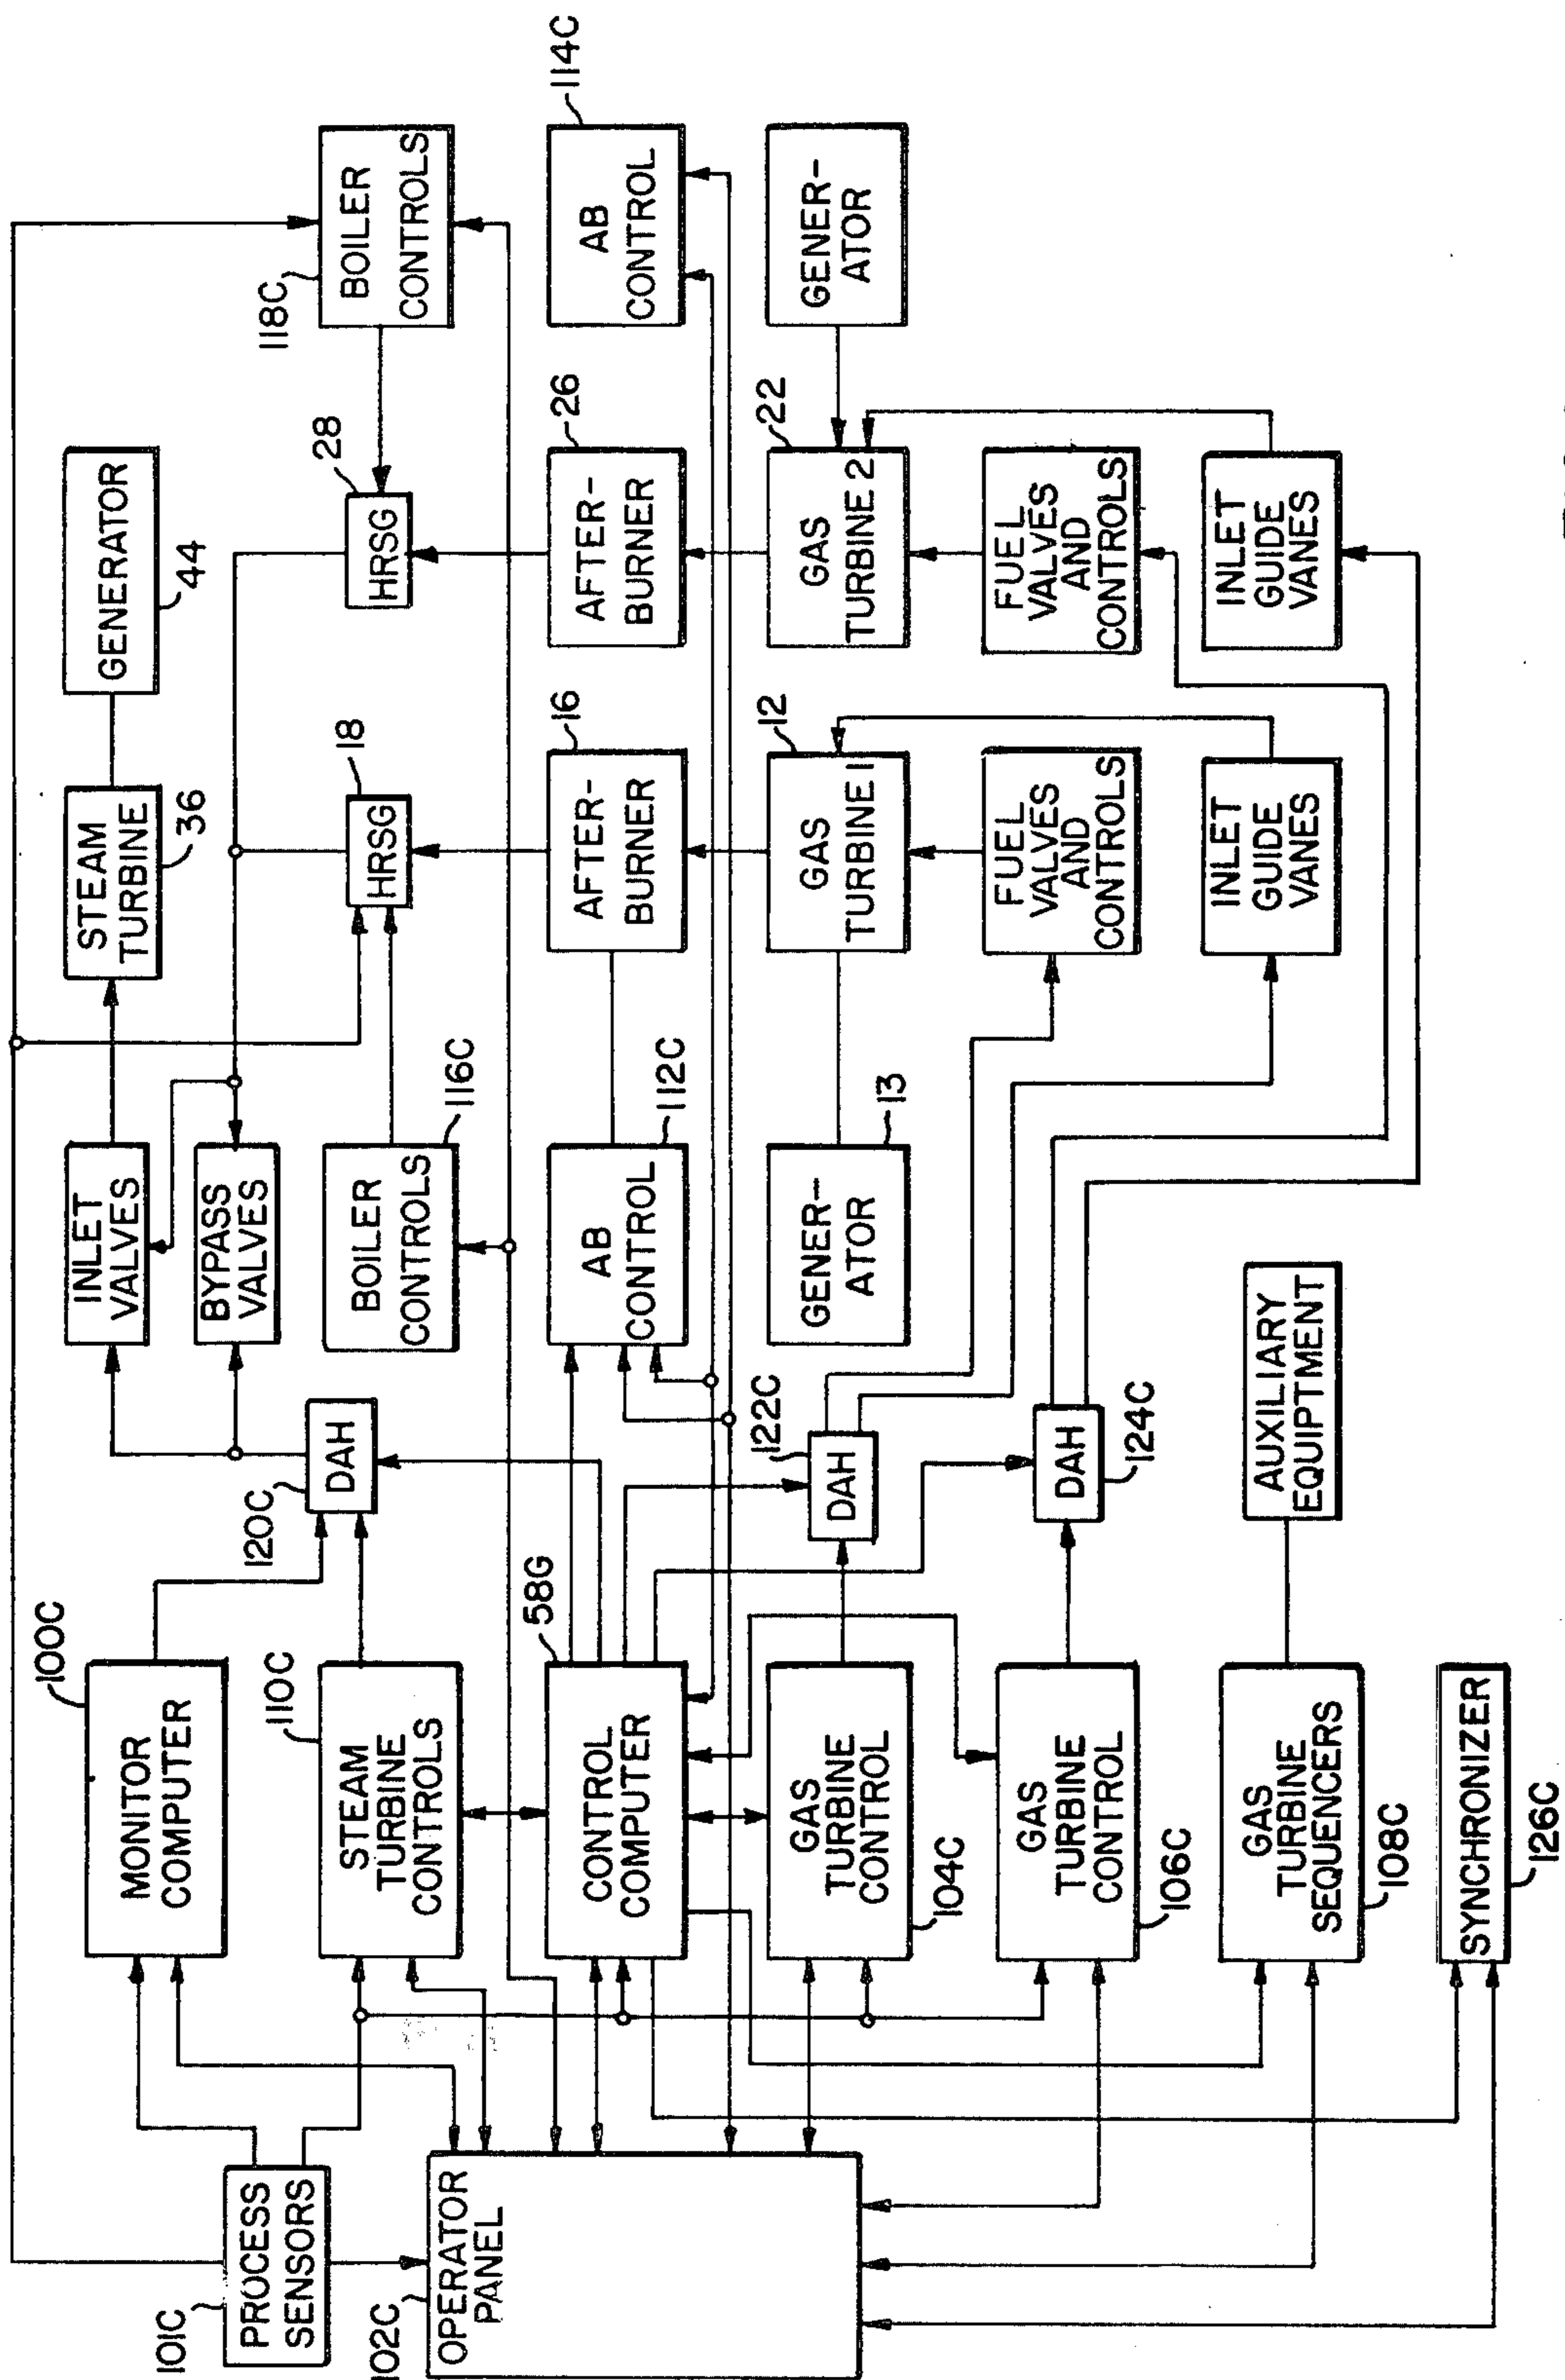 101C
PROCESS
SENSORS
102C
OPERATOR
PANEL
100C
MONITOR
COMPUTER
110C
STEAM
TURBINE
CONTROLS
58G
CONTROL
COMPUTER
GAS
TURBINE
CONTROL
104C
GAS
TURBINE
CONTROL
106C
GAS
TURBINE
SEQUENCERS
108C
SYNCHRONIZER
126C
120C
DAH
122C
DAH
DAH
124C
AUXILIARY
EQUIPTMENT
INLET
VALVES
BYPASS
VALVES
BOILER
CONTROLS
116C
AB
CONTROL
112C
GENER-
ATOR
13
STEAM
TURBINE
36
HRSG
18
AFTER-
BURNER
16
GAS
TURBINE 1
12
FUEL
VALVES
AND
CONTROLS
INLET
GUIDE
VANES
GENERATOR
44
HRSG
28
AFTER-
BURNER
26
GAS
TURBINE 2
22
FUEL
VALVES
AND
CONTROLS
INLET
GUIDE
VANES
118C
BOILER
CONTROLS
AB
CONTROL
114C
GENER-
ATOR